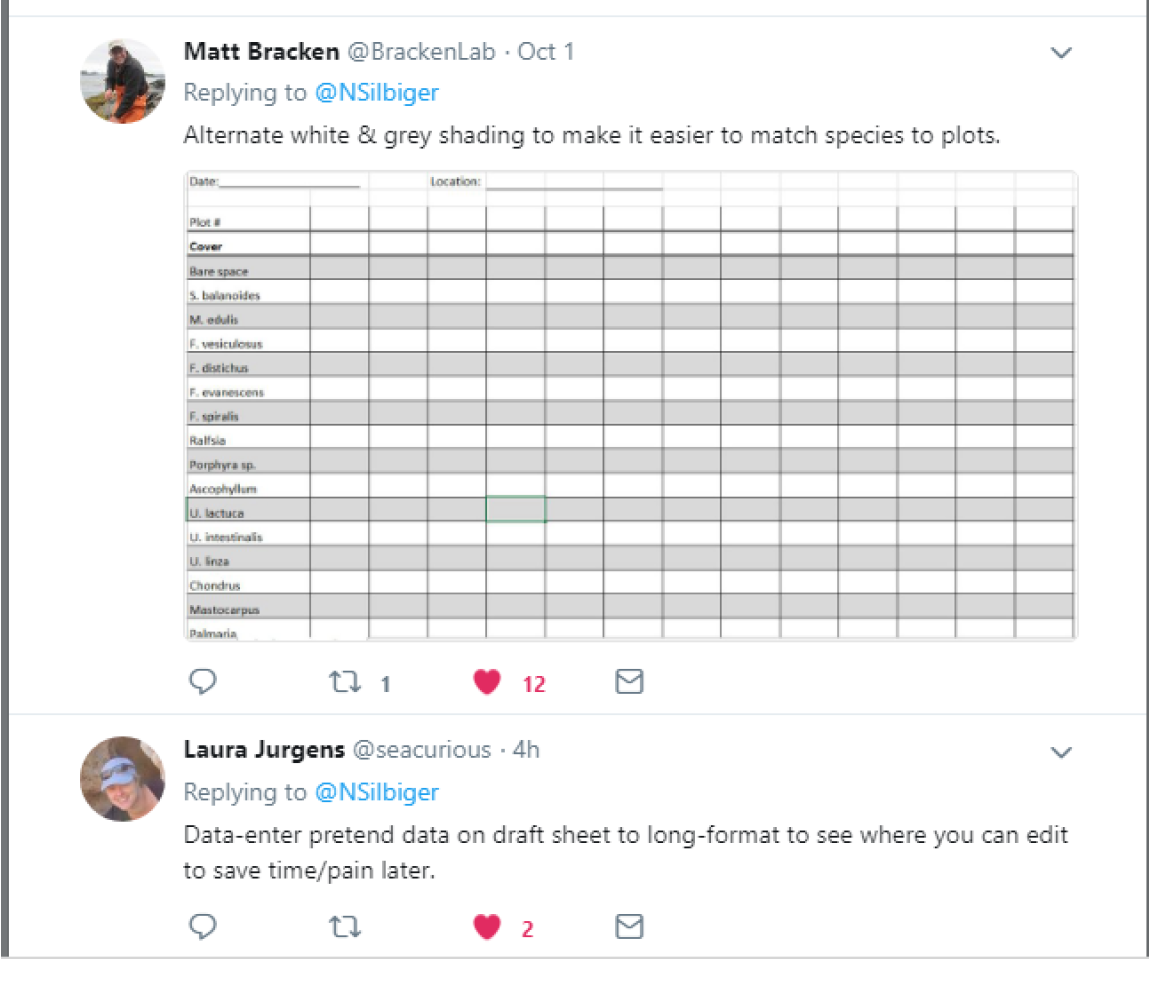 Matt Bracken @BrackenLab · Oct 1
Replying to @NSilbiger
Alternate white & grey shading to make it easier to match species to plots.
Date: Location:
Plot #
Cover
Bare space
S. balanoides
M. edulis
F. vesiculosus
F. distichus
F. evanescens
F. spiralis
Ralfsia
Porphyra sp.
Ascophyllum
U. lactuca
U. intestinalis
U. linza
Chondrus
Mastocarpus
Palmaria
1 12
Laura Jurgens @seacurious · 4h
Replying to @NSilbiger
Data-enter pretend data on draft sheet to long-format to see where you can edit
to save time/pain later.
2